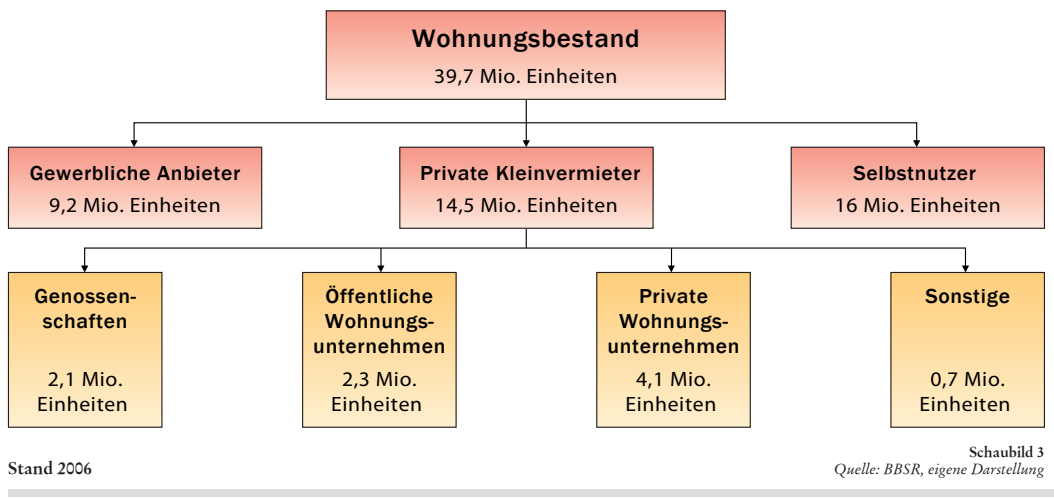 Wohnungsbestand
39,7 Mio. Einheiten
Gewerbliche Anbieter
9,2 Mio. Einheiten
Private Kleinvermieter
14,5 Mio. Einheiten
Selbstnutzer
16 Mio. Einheiten
Genossen-
schaften
2,1 Mio.
Einheiten
Öffentliche
Wohnungs-
unternehmen
2,3 Mio.
Einheiten
Private
Wohnungs-
unternehmen
4,1 Mio.
Einheiten
Sonstige
0,7 Mio.
Einheiten
Stand 2006
Schaubild 3
Quelle: BBSR, eigene Darstellung